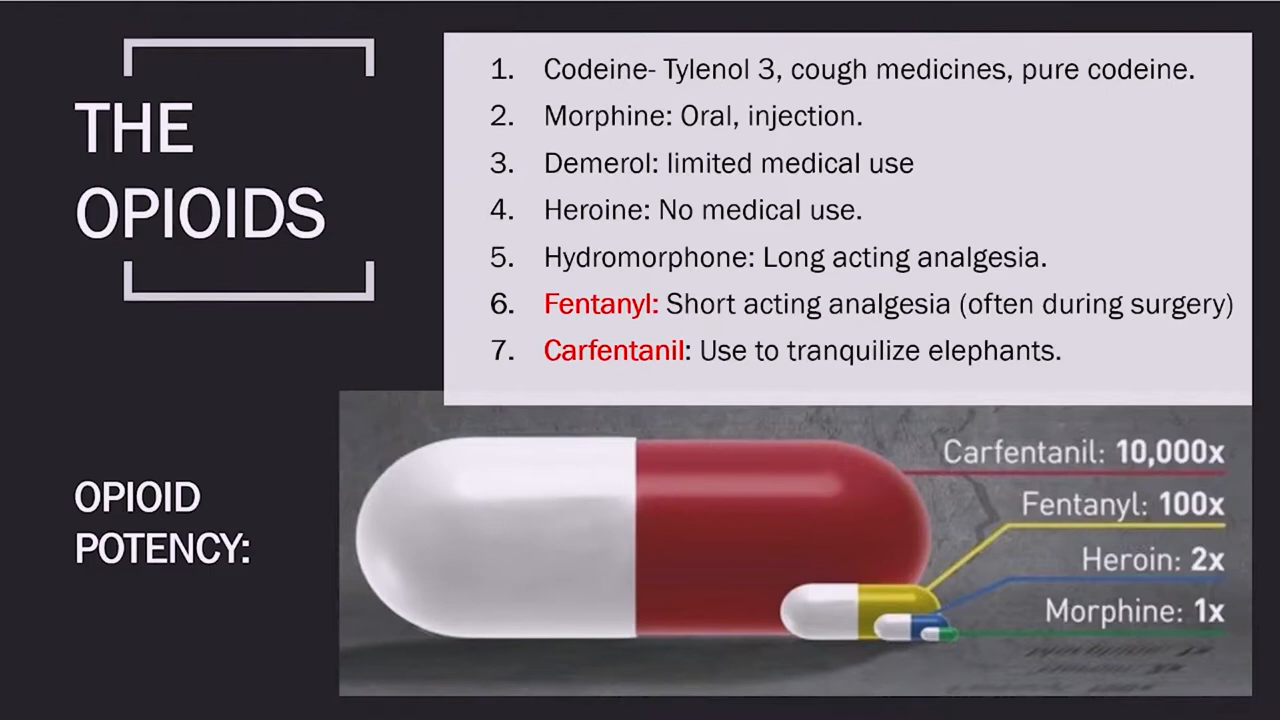 THE
OPIOIDS
1. Codeine- Tylenol 3, cough medicines, pure codeine.
2. Morphine: Oral, injection.
3. Demerol: limited medical use
4. Heroine: No medical use.
5. Hydromorphone: Long acting analgesia.
6. Fentanyl: Short acting analgesia (often during surgery)
7. Carfentanil: Use to tranquilize elephants.
OPIOID
POTENCY:
Carfentanil: 10,000x
Fentanyl: 100x
Heroin: 2x
Morphine: 1x